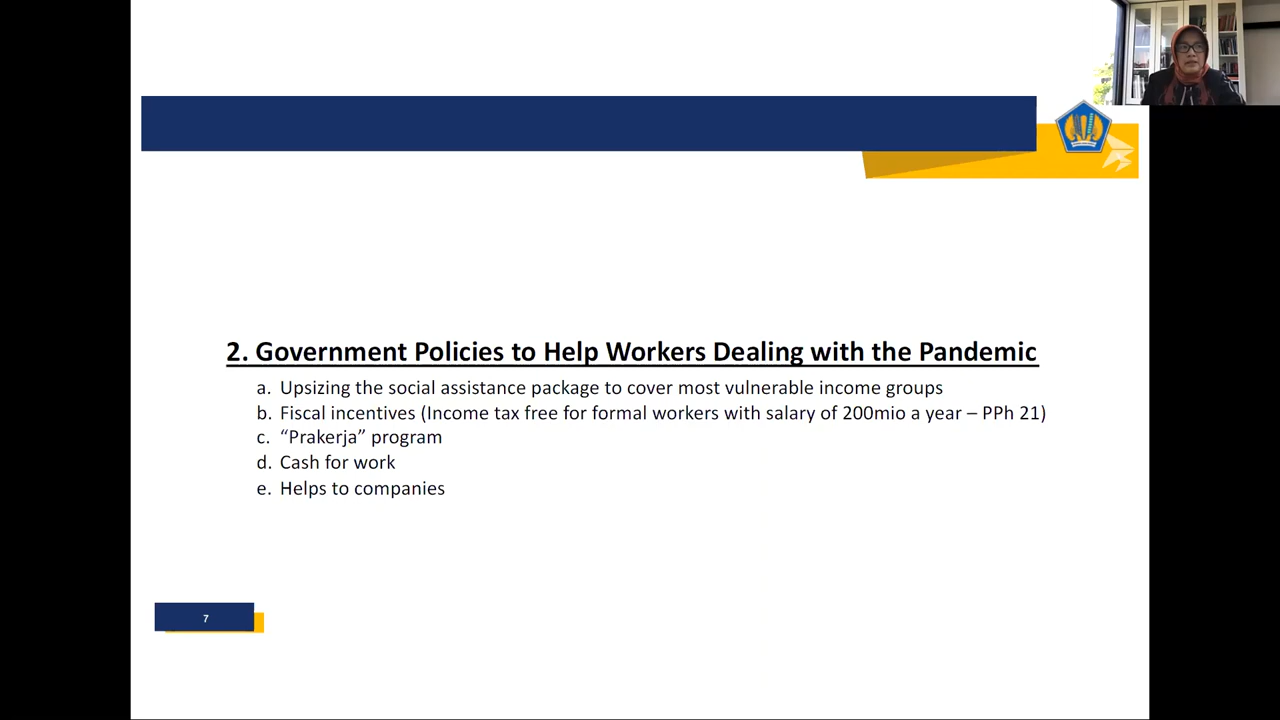 2. Government Policies to Help Workers Dealing with the Pandemic
a. Upsizing the social assistance package to cover most vulnerable income groups
b. Fiscal incentives (Income tax free for formal workers with salary of 200mio a year – PPh 21)
c. “Prakerja” program
d. Cash for work
e. Helps to companies
7